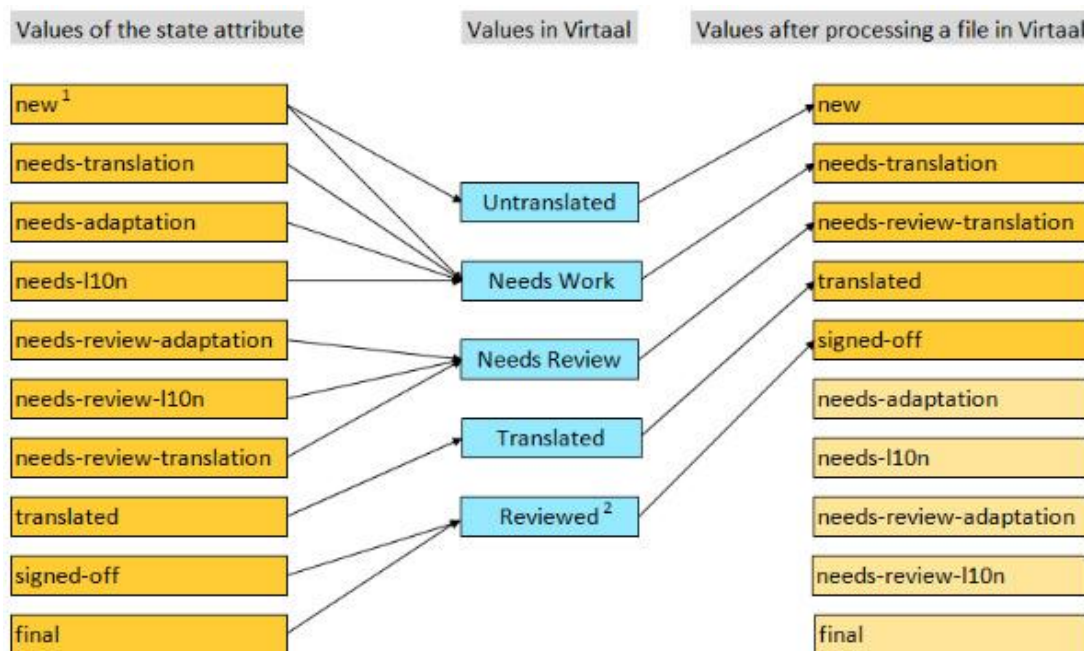 Values of the state attribute
Values in Virtaal
Values after processing a file in Virtaal
new 1
needs-translation
needs-adaptation
needs-l10n
needs-review-adaptation
needs-review-l10n
needs-review-translation
translated
signed-off
final
Untranslated
Needs Work
Needs Review
Translated
Reviewed 2
new
needs-translation
needs-review-translation
translated
signed-off
needs-adaptation
needs-l10n
needs-review-adaptation
needs-review-l10n
final